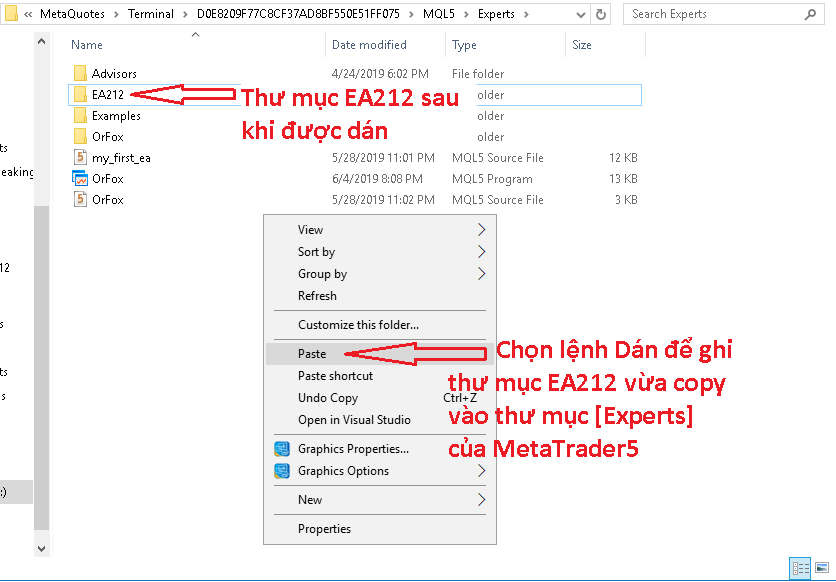 « MetaQuotes > Terminal > D0E8209F77C8CF37AD8BF550E51FF075 > MQL5 > Experts >
Search Experts
Name Date modified Type Size
Advisors 4/24/2019 6:02 PM File folder
EA212 older
Examples older
OrFox older
my_first_ea 5/28/2019 11:01 PM MQL5 Source File 12 KB
OrFox 6/4/2019 8:08 PM MQL5 Program 13 KB
OrFox 5/28/2019 11:02 PM MQL5 Source File 3 KB
Thư mục EA212 sau
khi được dán
ts
eaking
12
s
ts
s
:)
View
Sort by
Group by
Refresh
Customize this folder...
Paste
Paste shortcut
Undo Copy Ctrl+Z
Open in Visual Studio
Graphics Properties...
Graphics Options
New
Properties
Chọn lệnh Dán để ghi
thư mục EA212 vừa copy
vào thư mục [Experts]
của MetaTrader5